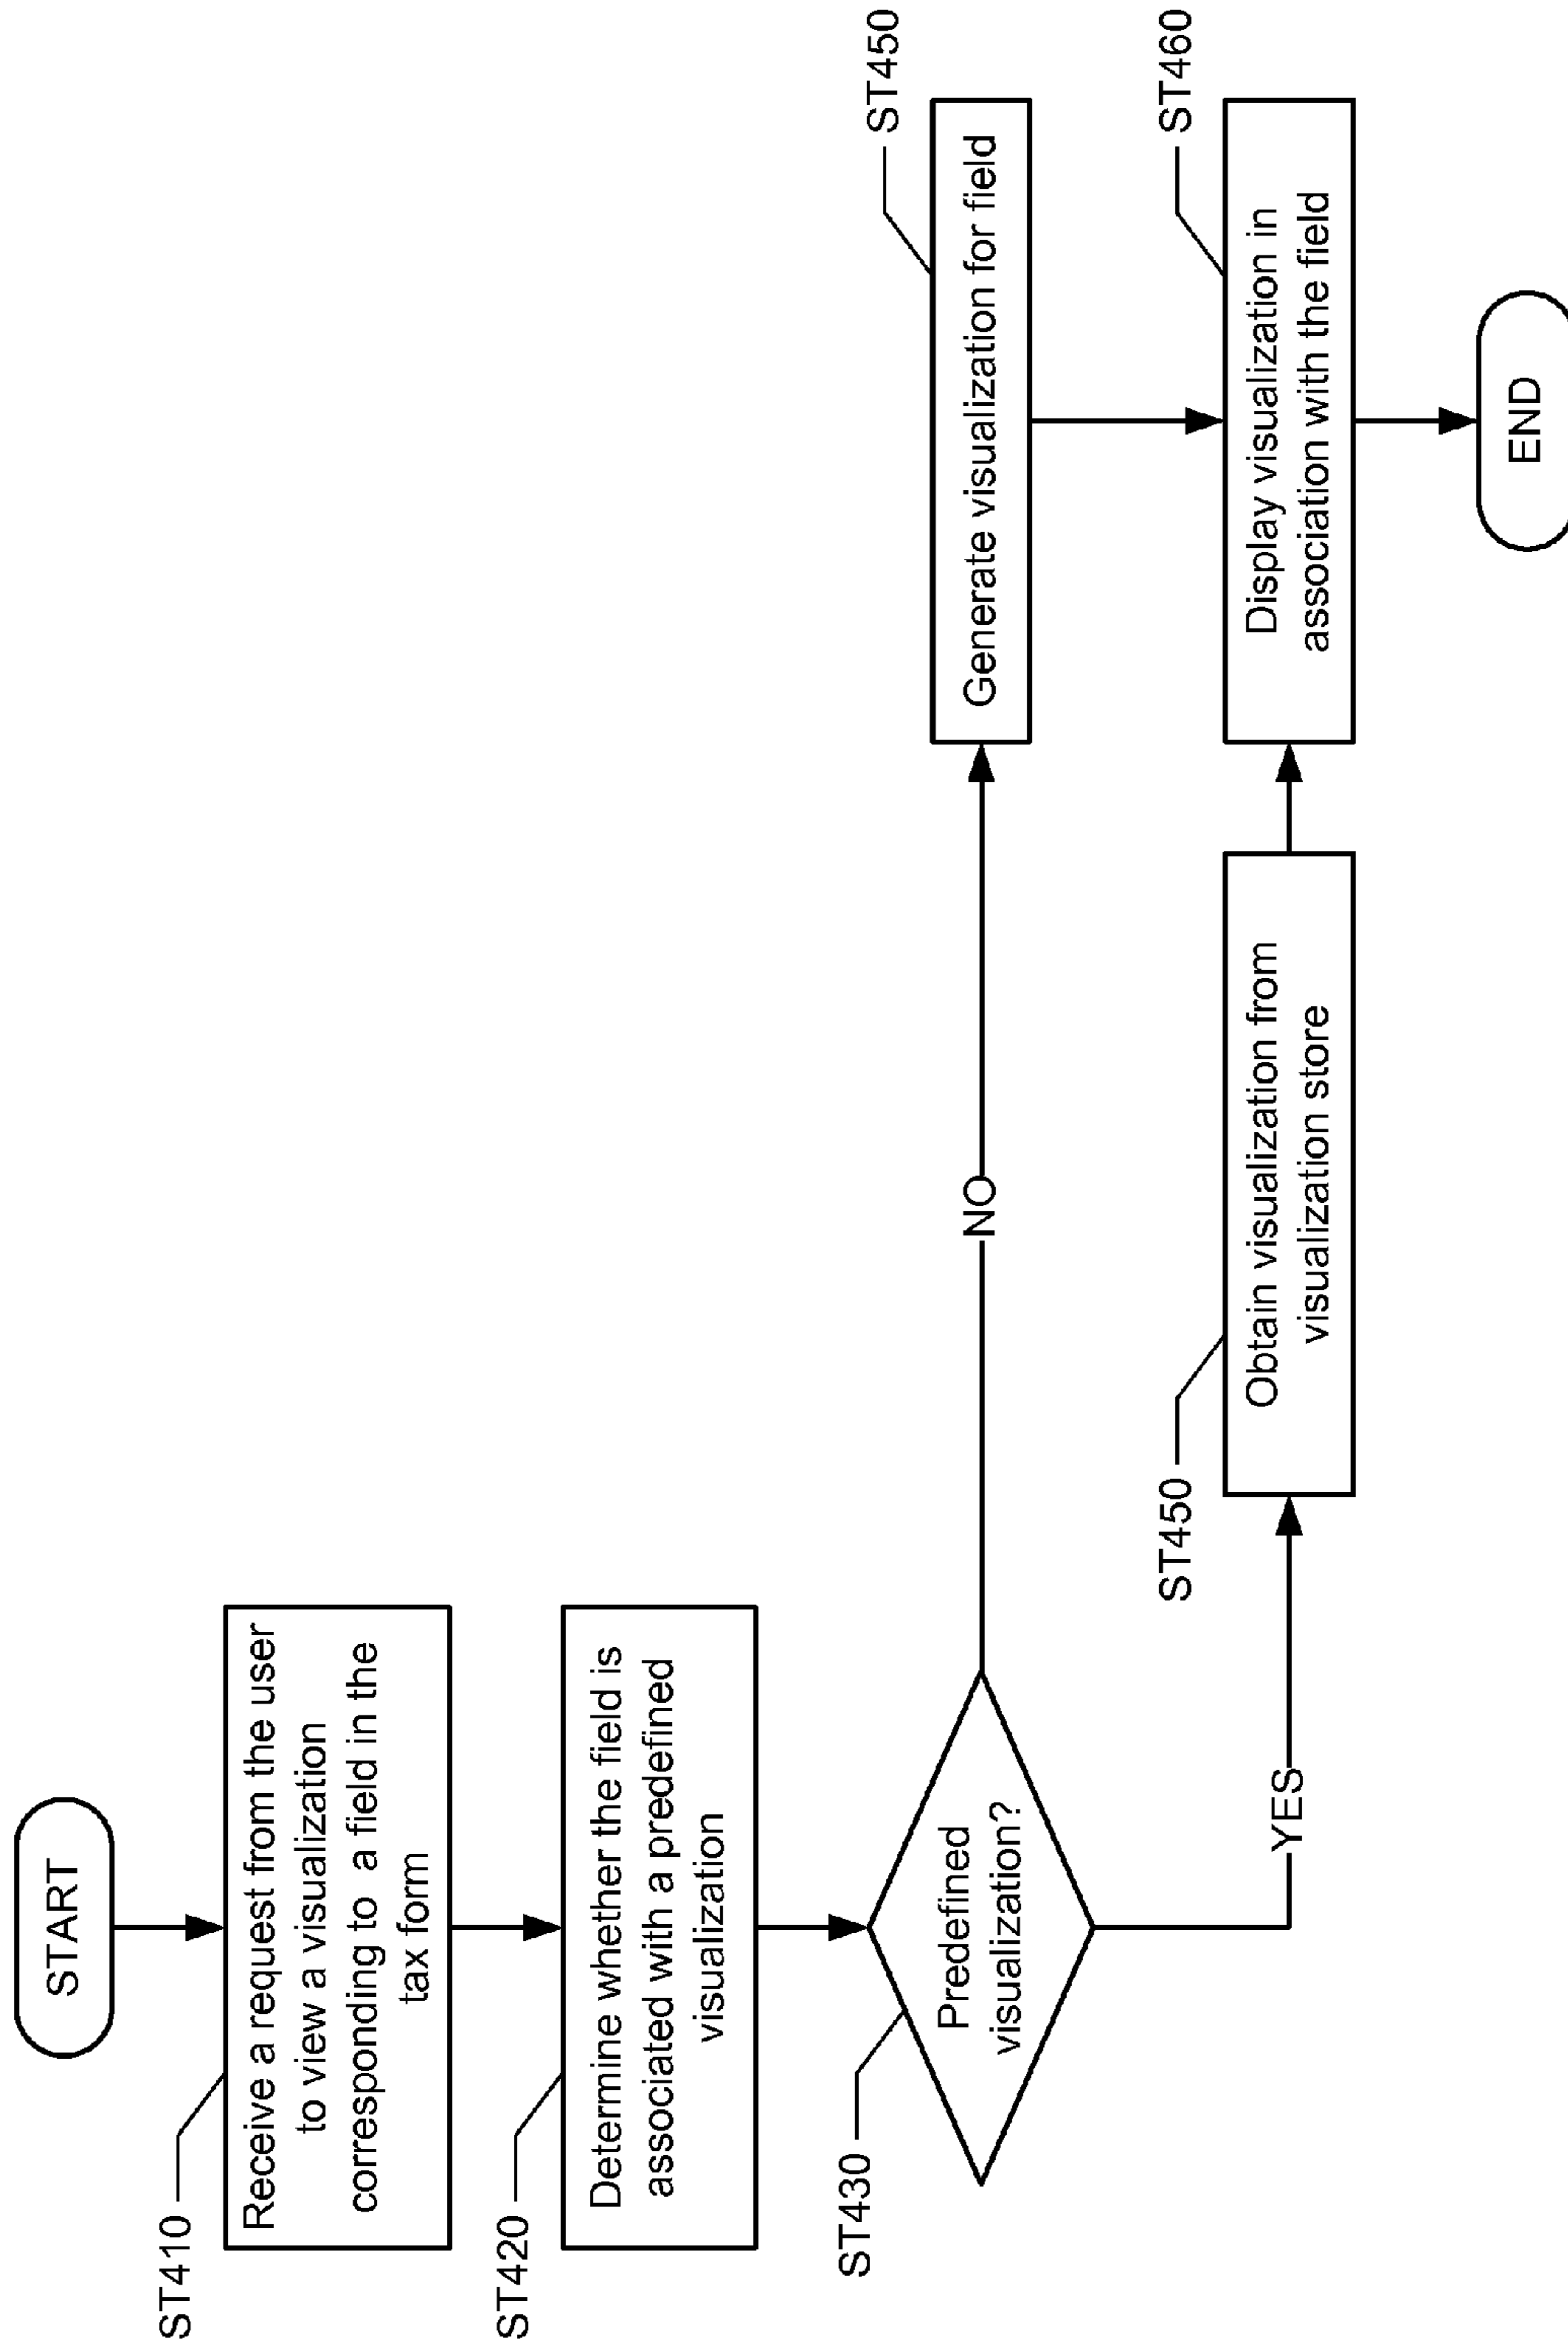 START
ST410
Receive a request from the user
to view a visualization
corresponding to a field in the
tax form
ST420
Determine whether the field is
associated with a predefined
visualization
ST430
Predefined
visualization?
NO
ST450
Generate visualization for field
YES
ST450
Obtain visualization from
visualization store
ST460
Display visualization in
association with the field
END